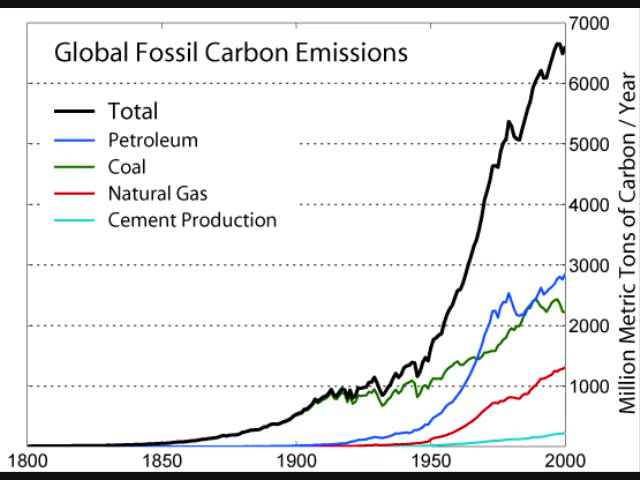 Global Fossil Carbon Emissions
Total
Petroleum
Coal
Natural Gas
Cement Production
7000
6000
5000
4000
3000
2000
1000
Million Metric Tons of Carbon / Year
1800
1850
1900
1950
2000